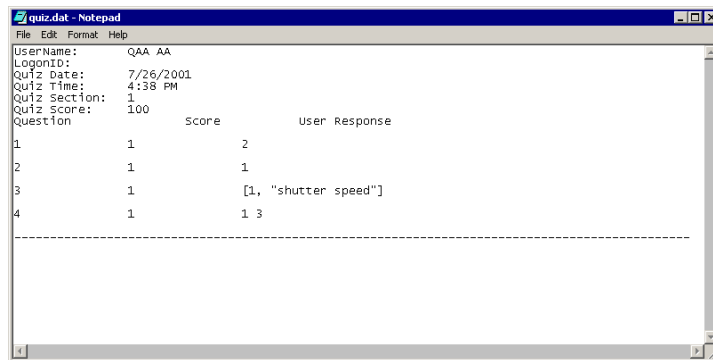 quiz.dat - Notepad
File Edit Format Help
UserName: QAA AA
LogonID:
Quiz Date: 7/26/2001
Quiz Time: 4:38 PM
Quiz Section: 1
Quiz Score: 100
Question Score User Response
1 1 2
2 1 1
3 1 [1, "shutter speed"]
4 1 1 3
----------------------------------------------------------------------------------------------